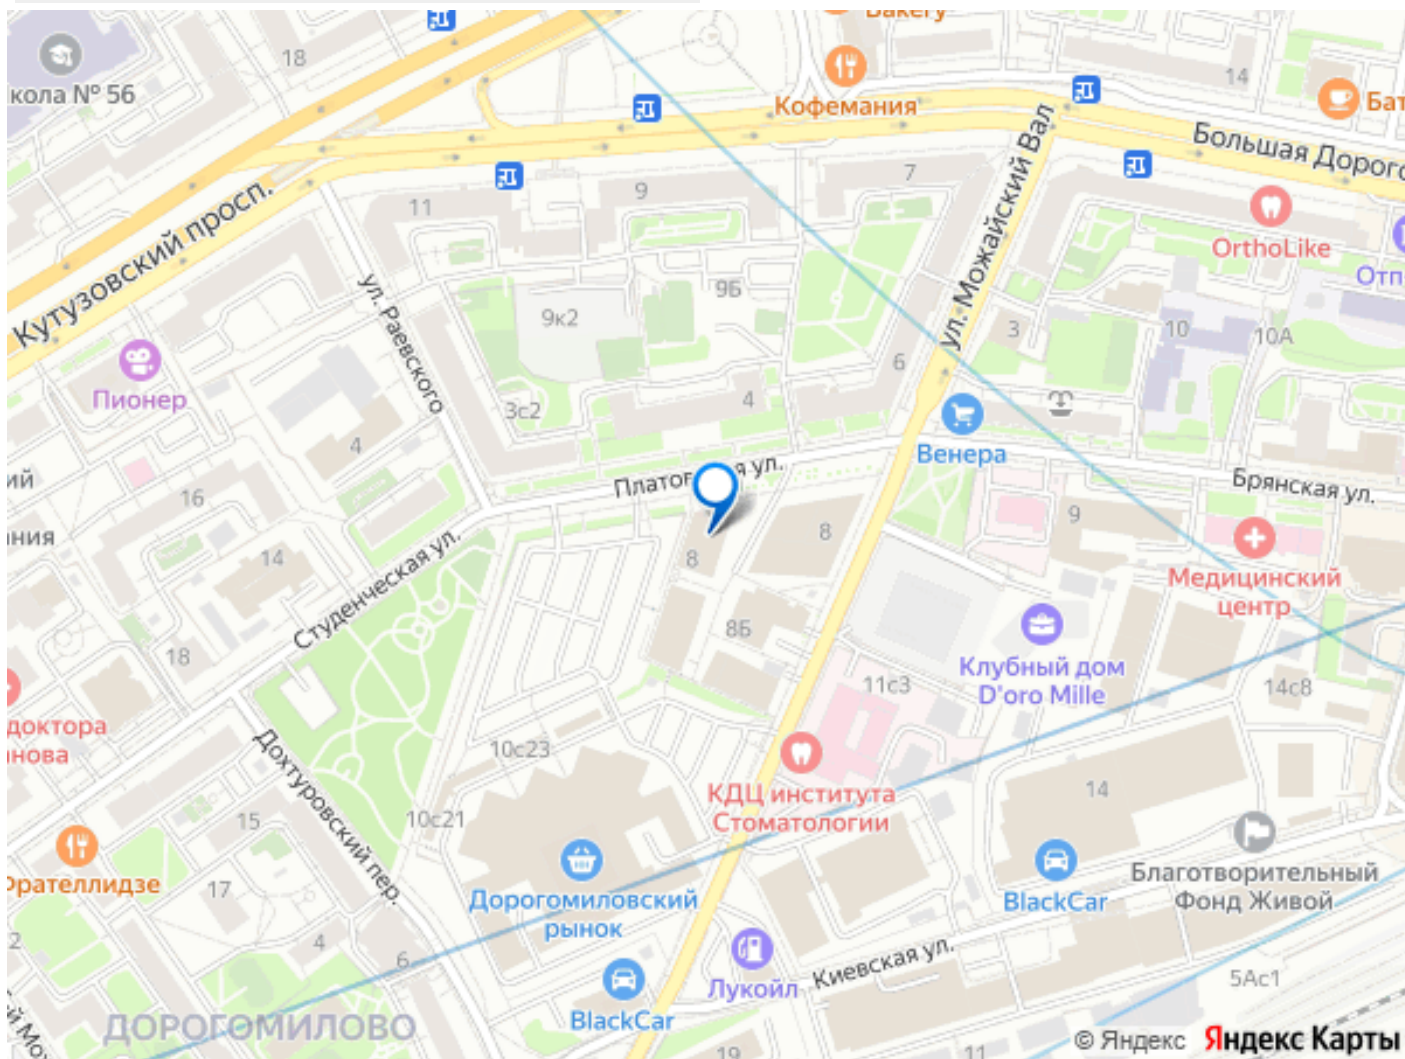 Bakery
18
кола № 56
14
Кофемания
Бат
ул. Можайский Вал
Большая Дорого
7
9
11
OrthoLike
Отп
Кутузовский просп.
ул. Раевского
9Б
9к2
3
10
10А
Пионер
6
4
3с2
4
Венера
ий
Платов
я ул.
Брянская ул.
16
9
ния
8
8
14
Студенческая ул.
Медицинский
центр
8Б
Клубный дом
D'oro Mille
18
11с3
14с8
доктора
нова
10с23
Дохтуровский пер.
КДЦ института
Стоматологии
14
10с21
15
Фрателлидзе
17
Дорогомиловский
рынок
BlackCar
Благотворительный
Фонд Живой
2
4
6
Киевская ул.
Лукойл
5Ас1
BlackCar
ДОРОГОМИЛОВО
19
11
© Яндекс Яндекс Карты